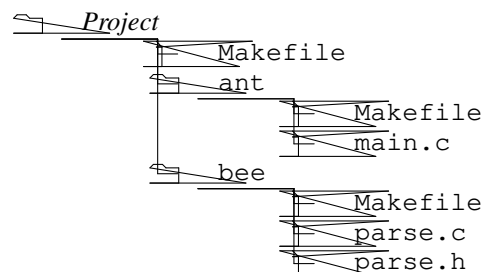 Project
Makefile
ant
Makefile
main.c
bee
Makefile
parse.c
parse.h